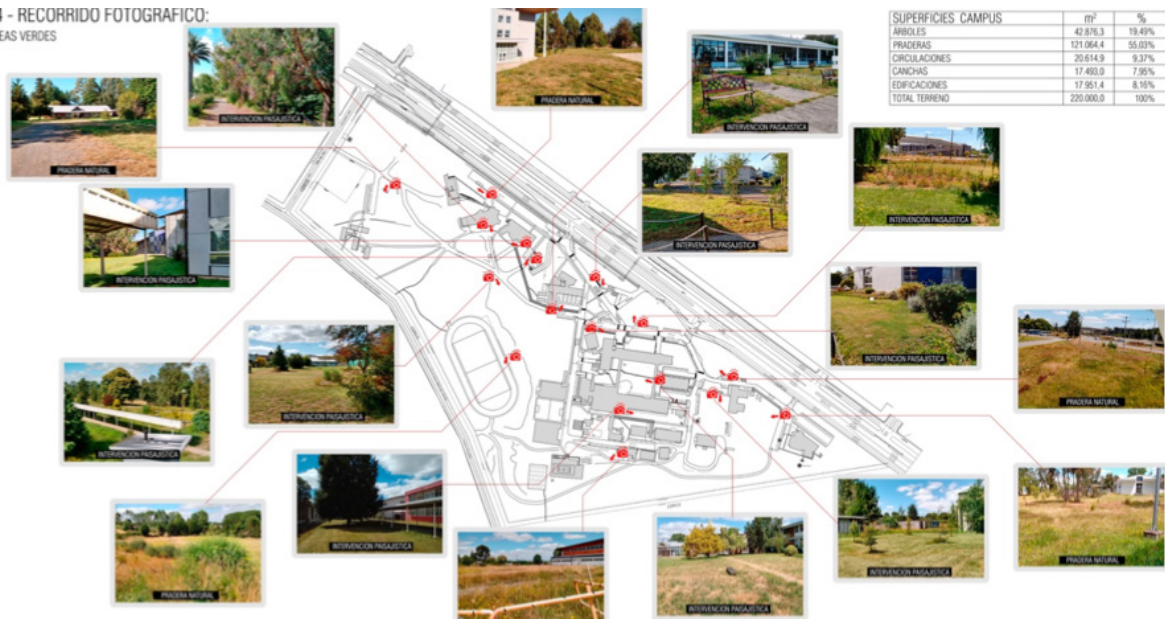 4 - RECORRIDO FOTOGRAFICO:
EAS VERDES
SUPERFICIES CAMPUS m² %
ÁRBOLES 42.876,3 19,49%
PRADERAS 121.064,4 55,03%
CIRCULACIONES 20.614,9 9,37%
CANCHAS 17.493,0 7,95%
EDIFICACIONES 17.951,4 8,16%
TOTAL TERRENO 220.000,0 100%
PRADERA NATURAL
INTERVENCION PAISAJISTICA
INTERVENCION PAISAJISTICA
PRADERA NATURAL
INTERVENCION PAISAJISTICA
INTERVENCION PAISAJISTICA
INTERVENCION PAISAJISTICA
INTERVENCION PAISAJISTICA
INTERVENCION PAISAJISTICA
INTERVENCION PAISAJISTICA
PRADERA NATURAL
INTERVENCION PAISAJISTICA
INTERVENCION PAISAJISTICA
PRADERA NATURAL
INTERVENCION PAISAJISTICA
INTERVENCION PAISAJISTICA
PRADERA NATURAL